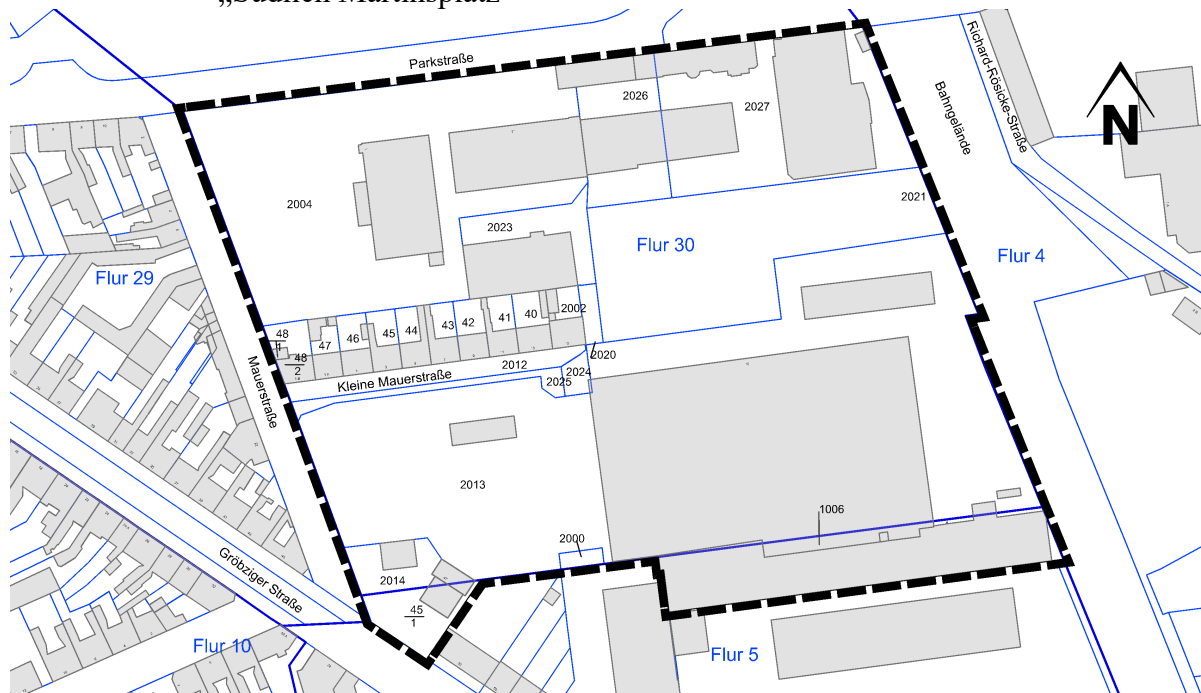 „Südlich Martinsplatz“
Parkstraße
Richard-Rösicke-Straße
Bahngelände
N
2026
2027
2004
2021
2023
Flur 30
Flur 4
Flur 29
48
1
48
2
47
46
45
44
43
42
41
40
2002
2020
2012
2024
2025
Kleine Mauerstraße
Mauerstraße
2013
1006
2000
Gröbziger Straße
2014
45
1
Flur 10
Flur 5